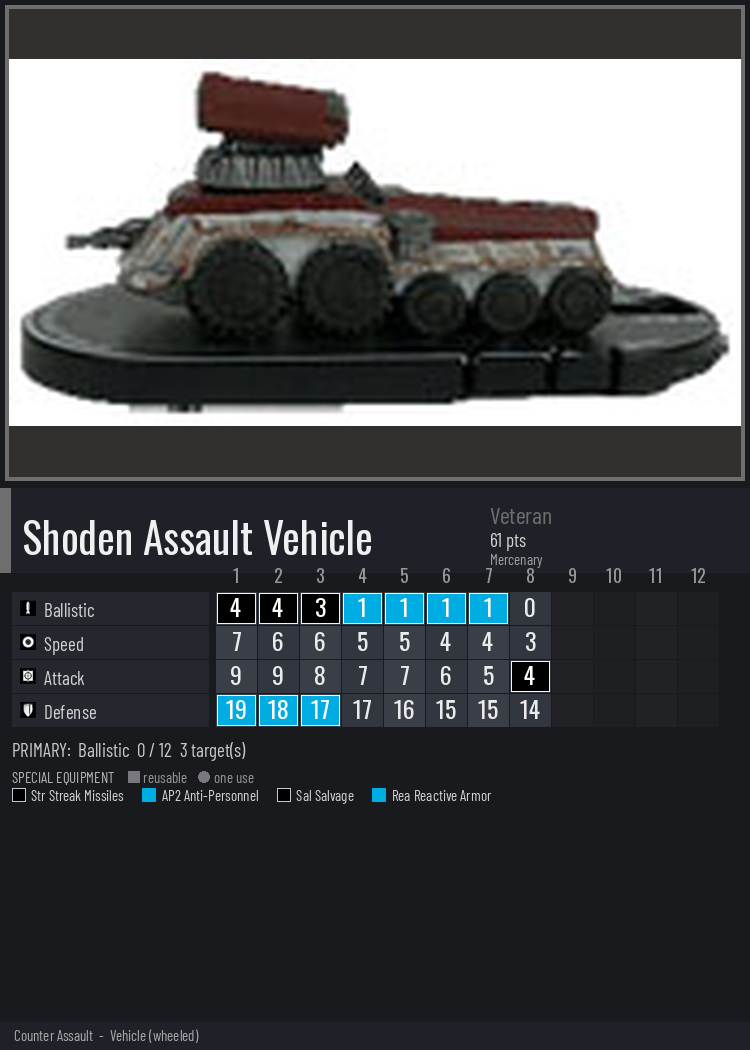 Shoden Assault Vehicle
Veteran
61 pts
Mercenary
1 2 3 4 5 6 7 8 9 10 11 12
Ballistic 4 4 3 1 1 1 1 0
Speed 7 6 6 5 5 4 4 3
Attack 9 9 8 7 7 6 5 4
Defense 19 18 17 17 16 15 15 14
PRIMARY: Ballistic 0 / 12 3 target(s)
SPECIAL EQUIPMENT reusable one use
Str Streak Missiles AP2 Anti-Personnel Sal Salvage Rea Reactive Armor
Counter Assault - Vehicle (wheeled)